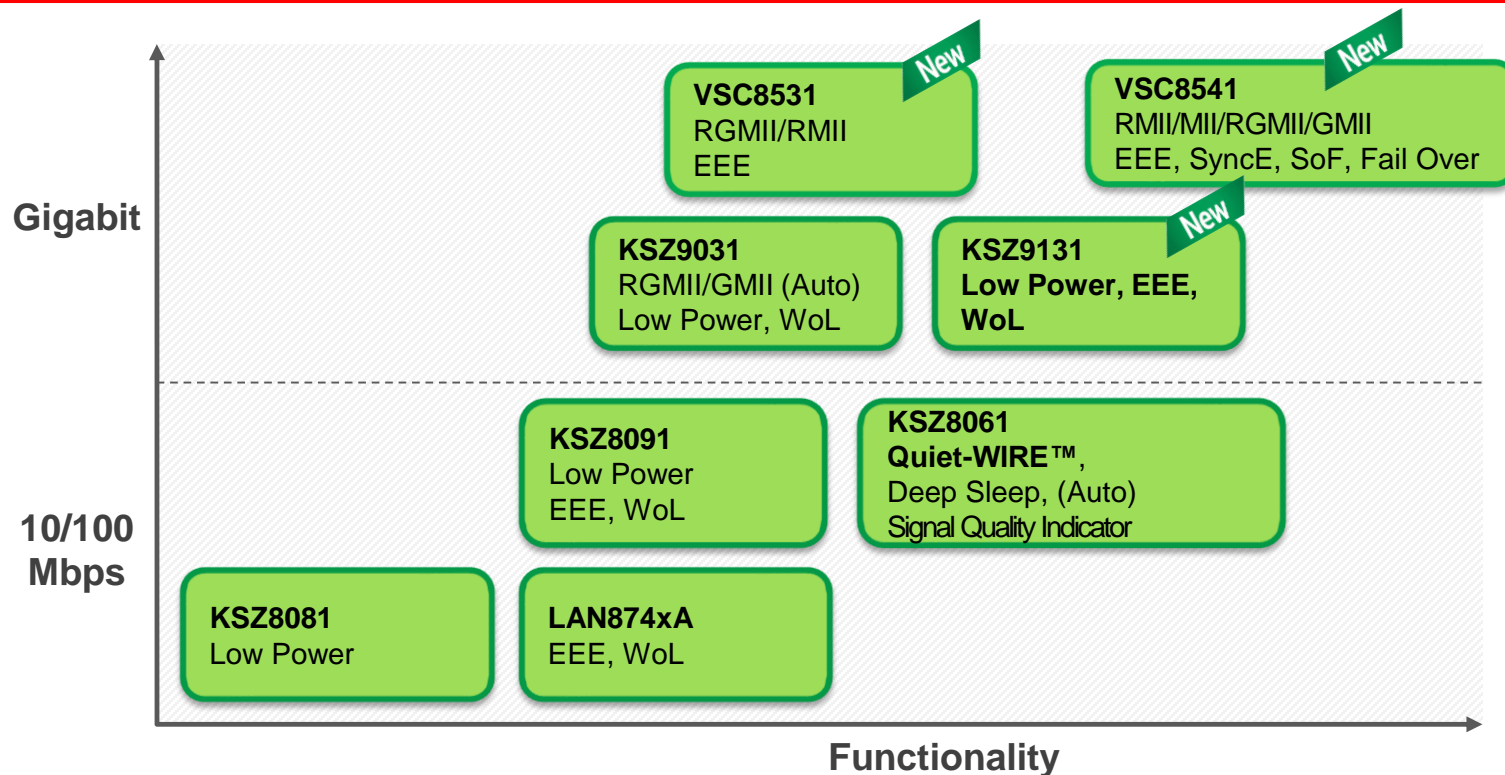 New
VSC8531
RGMII/RMII
EEE
New
VSC8541
RMII/MII/RGMII/GMII
EEE, SyncE, SoF, Fail Over
Gigabit
KSZ9031
RGMII/GMII (Auto)
Low Power, WoL
New
KSZ9131
Low Power, EEE,
WoL
KSZ8091
Low Power
EEE, WoL
KSZ8061
Quiet-WIRE™,
Deep Sleep, (Auto)
Signal Quality Indicator
10/100
Mbps
KSZ8081
Low Power
LAN874xA
EEE, WoL
Functionality